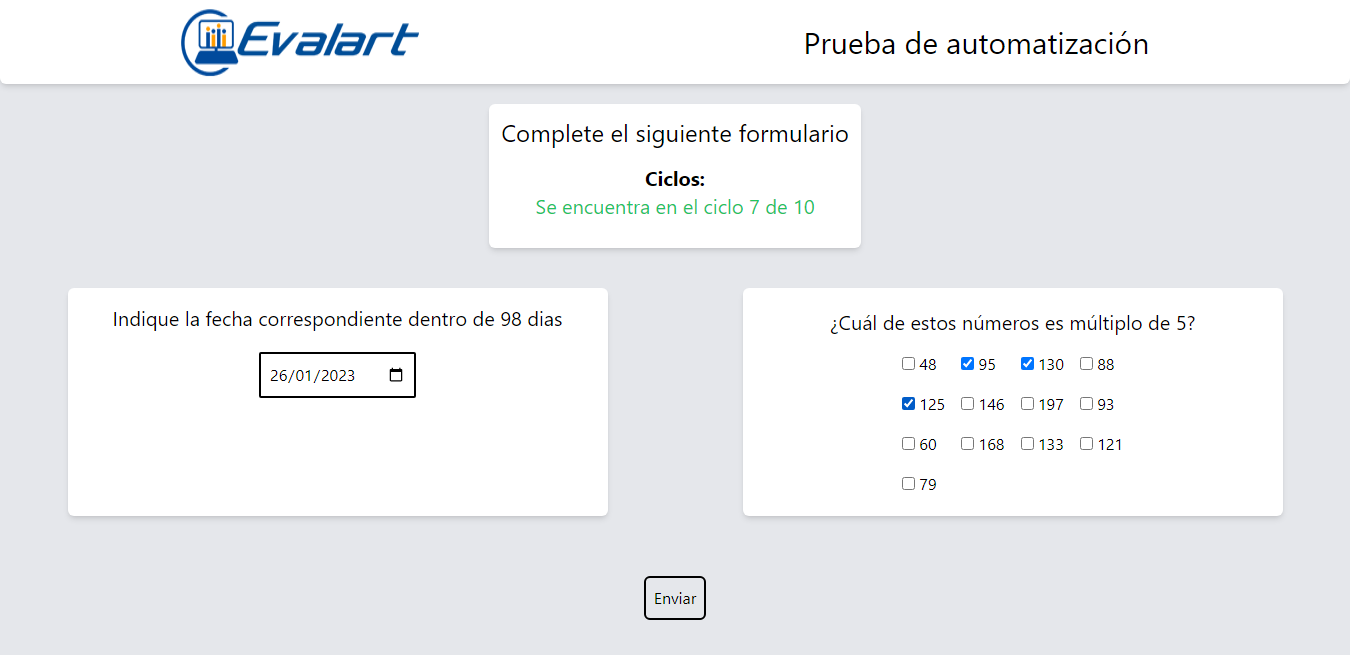 Evalart
Prueba de automatización
Complete el siguiente formulario
Ciclos:
Se encuentra en el ciclo 7 de 10
Indique la fecha correspondiente dentro de 98 dias
26/01/2023
¿Cuál de estos números es múltiplo de 5?
48 95 130 88
125 146 197 93
60 168 133 121
79
Enviar